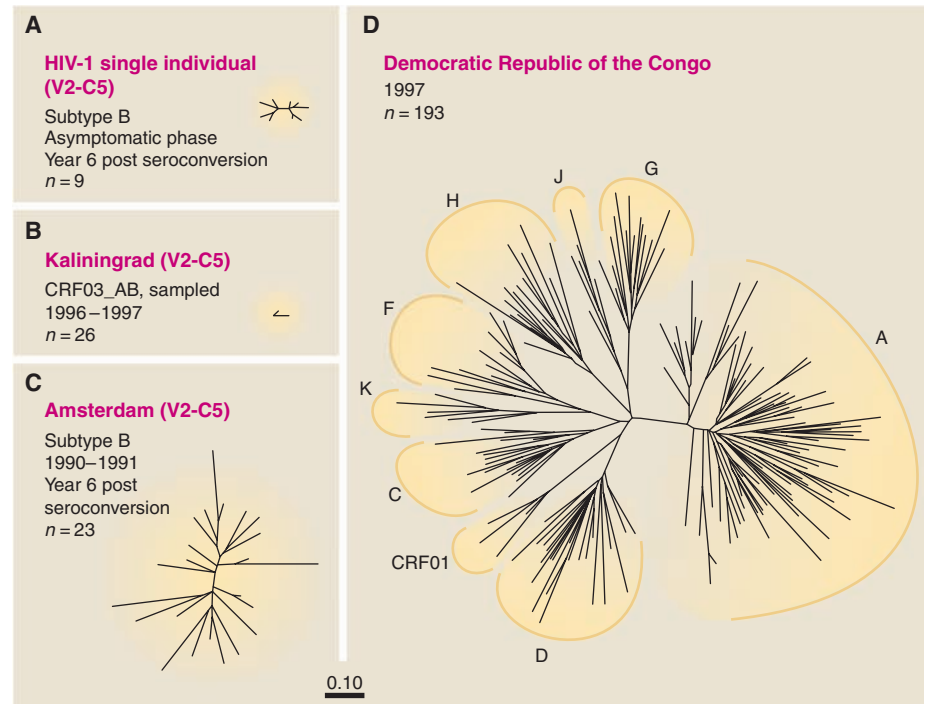 A
HIV-1 single individual
(V2-C5)
Subtype B
Asymptomatic phase
Year 6 post seroconversion
n = 9
B
Kaliningrad (V2-C5)
CRF03_AB, sampled
1996–1997
n = 26
C
Amsterdam (V2-C5)
Subtype B
1990–1991
Year 6 post
seroconversion
n = 23
0.10
D
Democratic Republic of the Congo
1997
n = 193
G
J
H
F
A
K
C
CRF01
D